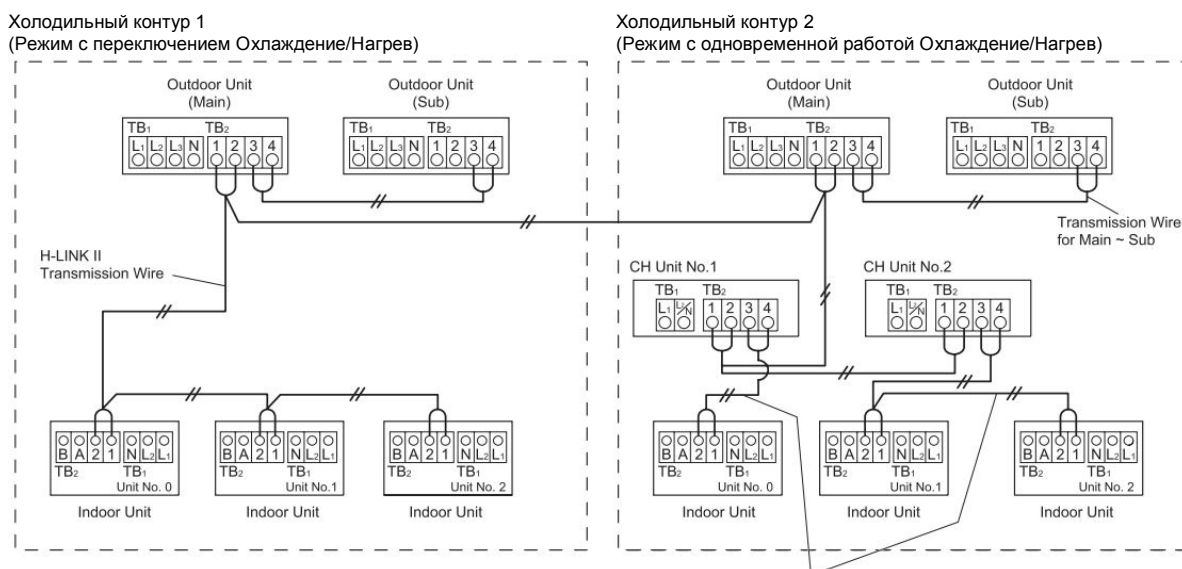 Холодильный контур 1
(Режим с переключением Охлаждение/Нагрев)
Холодильный контур 2
(Режим с одновременной работой Охлаждение/Нагрев)
Outdoor Unit
(Main)
Outdoor Unit
(Sub)
Outdoor Unit
(Main)
Outdoor Unit
(Sub)
TB1 TB2
L1 L2 L3 N 1 2 3 4
TB1 TB2
L1 L2 L3 N 1 2 3 4
TB1 TB2
L1 L2 L3 N 1 2 3 4
TB1 TB2
L1 L2 L3 N 1 2 3 4
Transmission Wire
for Main ~ Sub
H-LINK II
Transmission Wire
CH Unit No.1
TB1 TB2
L1 L2/N 1 2 3 4
CH Unit No.2
TB1 TB2
L1 L2/N 1 2 3 4
B A 2 1 N L2 L1
TB2 TB1
Unit No. 0
Indoor Unit
B A 2 1 N L2 L1
TB2 TB1
Unit No.1
Indoor Unit
B A 2 1 N L2 L1
TB2 TB1
Unit No. 2
Indoor Unit
B A 2 1 N L2 L1
TB2 TB1
Unit No. 0
Indoor Unit
B A 2 1 N L2 L1
TB2 TB1
Unit No.1
Indoor Unit
B A 2 1 N L2 L1
TB2 TB1
Unit No. 2
Indoor Unit